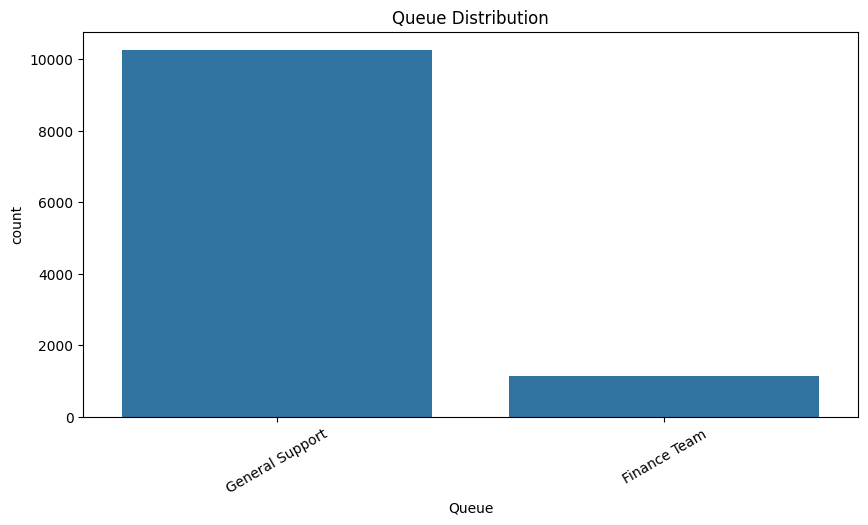 Queue Distribution
10000
8000
6000
4000
2000
0
count
General Support
Finance Team
Queue